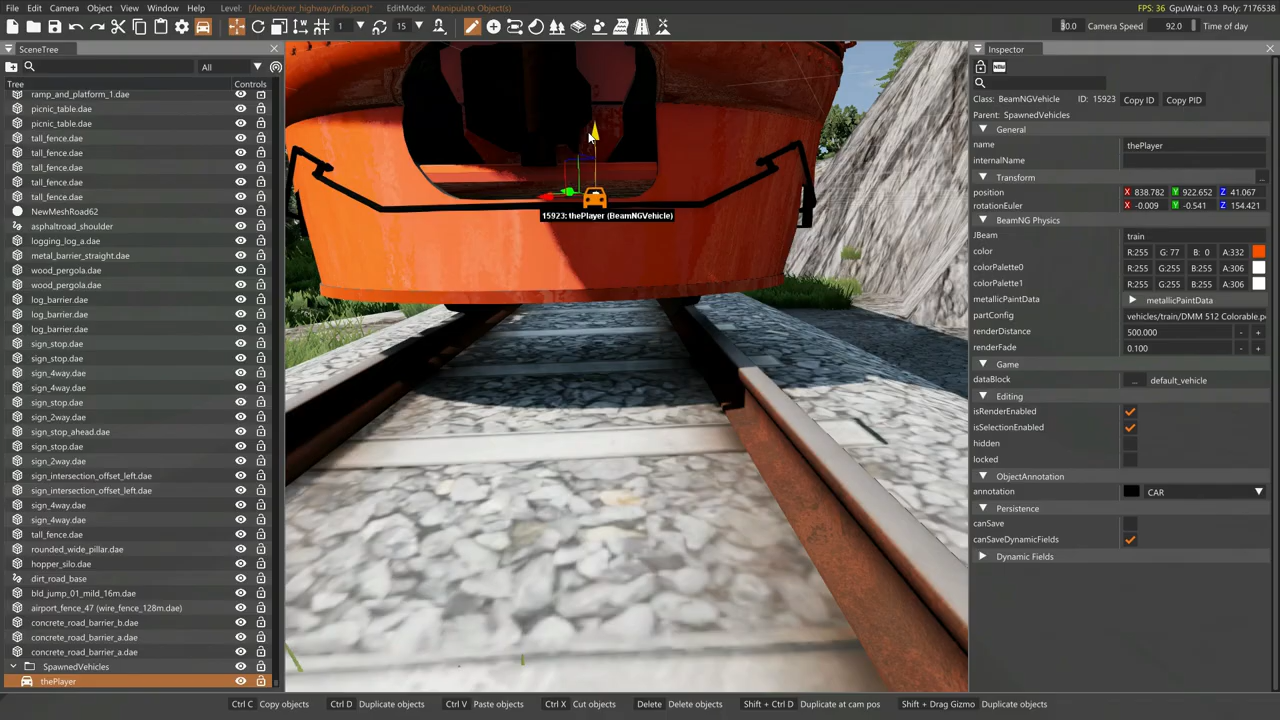 File Edit Camera Object View Window Help Level: [/levels/river_highway/info.json]* EditMode: Manipulate Object(s) FPS: 36 GpuWait: 0.3 Poly: 7176538
1 15 Camera Speed 92.0 Time of day
SceneTree
All
Tree Controls
ramp_and_platform_1.dae
picnic_table.dae
picnic_table.dae
tall_fence.dae
tall_fence.dae
tall_fence.dae
tall_fence.dae
tall_fence.dae
NewMeshRoad62
asphaltroad_shoulder
logging_log_a.dae
metal_barrier_straight.dae
wood_pergola.dae
wood_pergola.dae
log_barrier.dae
log_barrier.dae
log_barrier.dae
sign_stop.dae
sign_stop.dae
sign_4way.dae
sign_4way.dae
sign_stop.dae
sign_2way.dae
sign_stop_ahead.dae
sign_stop.dae
sign_2way.dae
sign_intersection_offset_left.dae
sign_intersection_offset_left.dae
sign_4way.dae
sign_4way.dae
tall_fence.dae
rounded_wide_pillar.dae
hopper_silo.dae
dirt_road_base
bld_jump_01_mild_16m.dae
airport_fence_47 (wire_fence_128m.dae)
concrete_road_barrier_b.dae
concrete_road_barrier_a.dae
concrete_road_barrier_a.dae
SpawnedVehicles
thePlayer
15923: thePlayer (BeamNGVehicle)
Inspector
NEW
Class: BeamNGVehicle ID: 15923 Copy ID Copy PID
Parent: SpawnedVehicles
General
name thePlayer
internalName
Transform ...
position X 838.782 Y 922.652 Z 41.067
rotationEuler X -0.009 Y -0.541 Z 154.421
BeamNG Physics
JBeam train
color R:255 G: 77 B: 0 A:332
colorPalette0 R:255 G:255 B:255 A:306
colorPalette1 R:255 G:255 B:255 A:306
metallicPaintData metallicPaintData
partConfig vehicles/train/DMM 512 Colorable.p
renderDistance 500.000 - +
renderFade 0.100 - +
Game
dataBlock ... default_vehicle
Editing
isRenderEnabled
isSelectionEnabled
hidden
locked
ObjectAnnotation
annotation CAR
Persistence
canSave
canSaveDynamicFields
Dynamic Fields
Ctrl C Copy objects Ctrl D Duplicate objects Ctrl V Paste objects Ctrl X Cut objects Delete Delete objects Shift + Ctrl D Duplicate at cam pos Shift + Drag Gizmo Duplicate objects